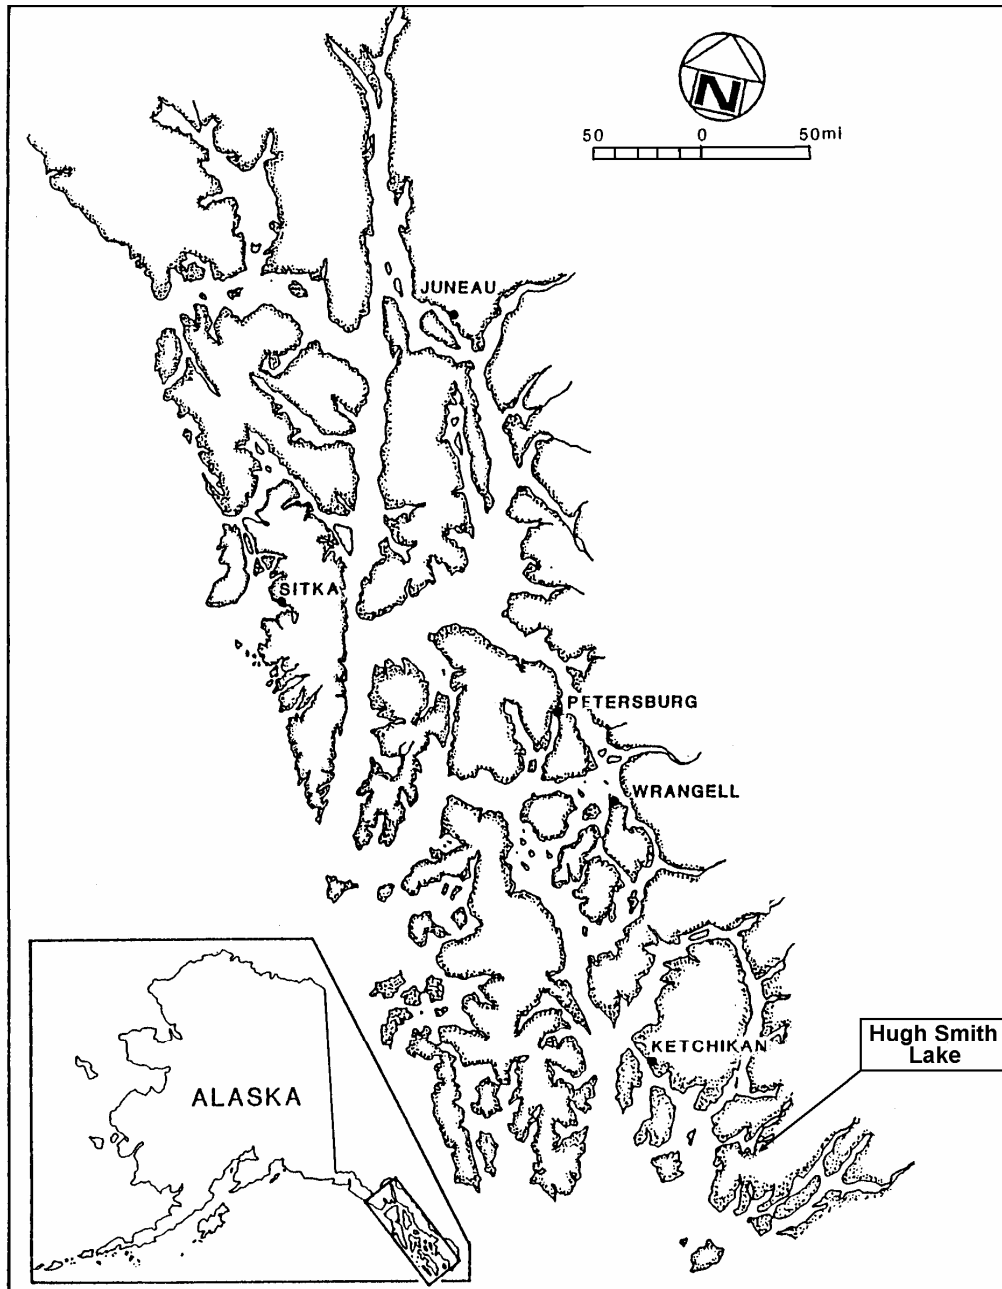 N
50 0 50mi
JUNEAU
SITKA
PETERSBURG
WRANGELL
Hugh Smith
Lake
KETCHIKAN
ALASKA